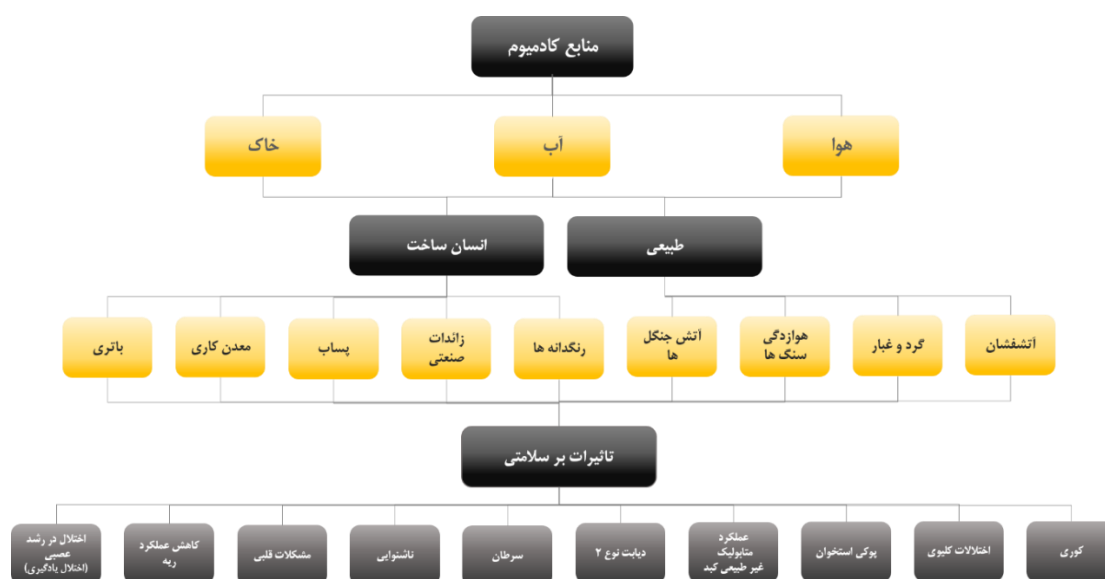 منابع کادمیوم
هوا
آب
خاک
طبیعی
انسان ساخت
آتشفشان
گرد و غبار
هوازدگی
سنگ ها
آتش جنگل
ها
رنگدانه ها
زائدات
صنعتی
پساب
معدن کاری
باتری
تاثیرات بر سلامتی
کوری
اختلالات کلیوی
پوکی استخوان
عملکرد
متابولیک
غیر طبیعی کبد
دیابت نوع ۲
سرطان
ناشنوایی
مشکلات قلبی
کاهش عملکرد
ریه
اختلال در رشد
عصبی
(اختلال یادگیری)